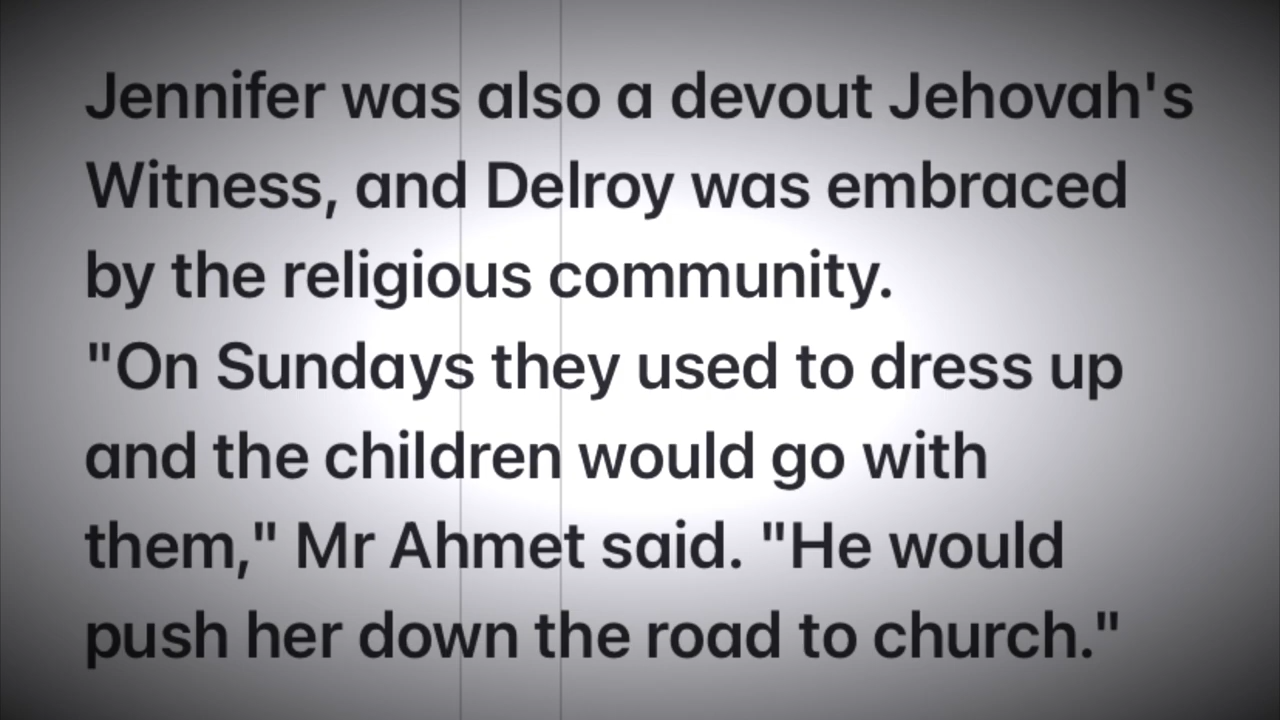 Jennifer was also a devout Jehovah's
Witness, and Delroy was embraced
by the religious community.
"On Sundays they used to dress up
and the children would go with
them," Mr Ahmet said. "He would
push her down the road to church."